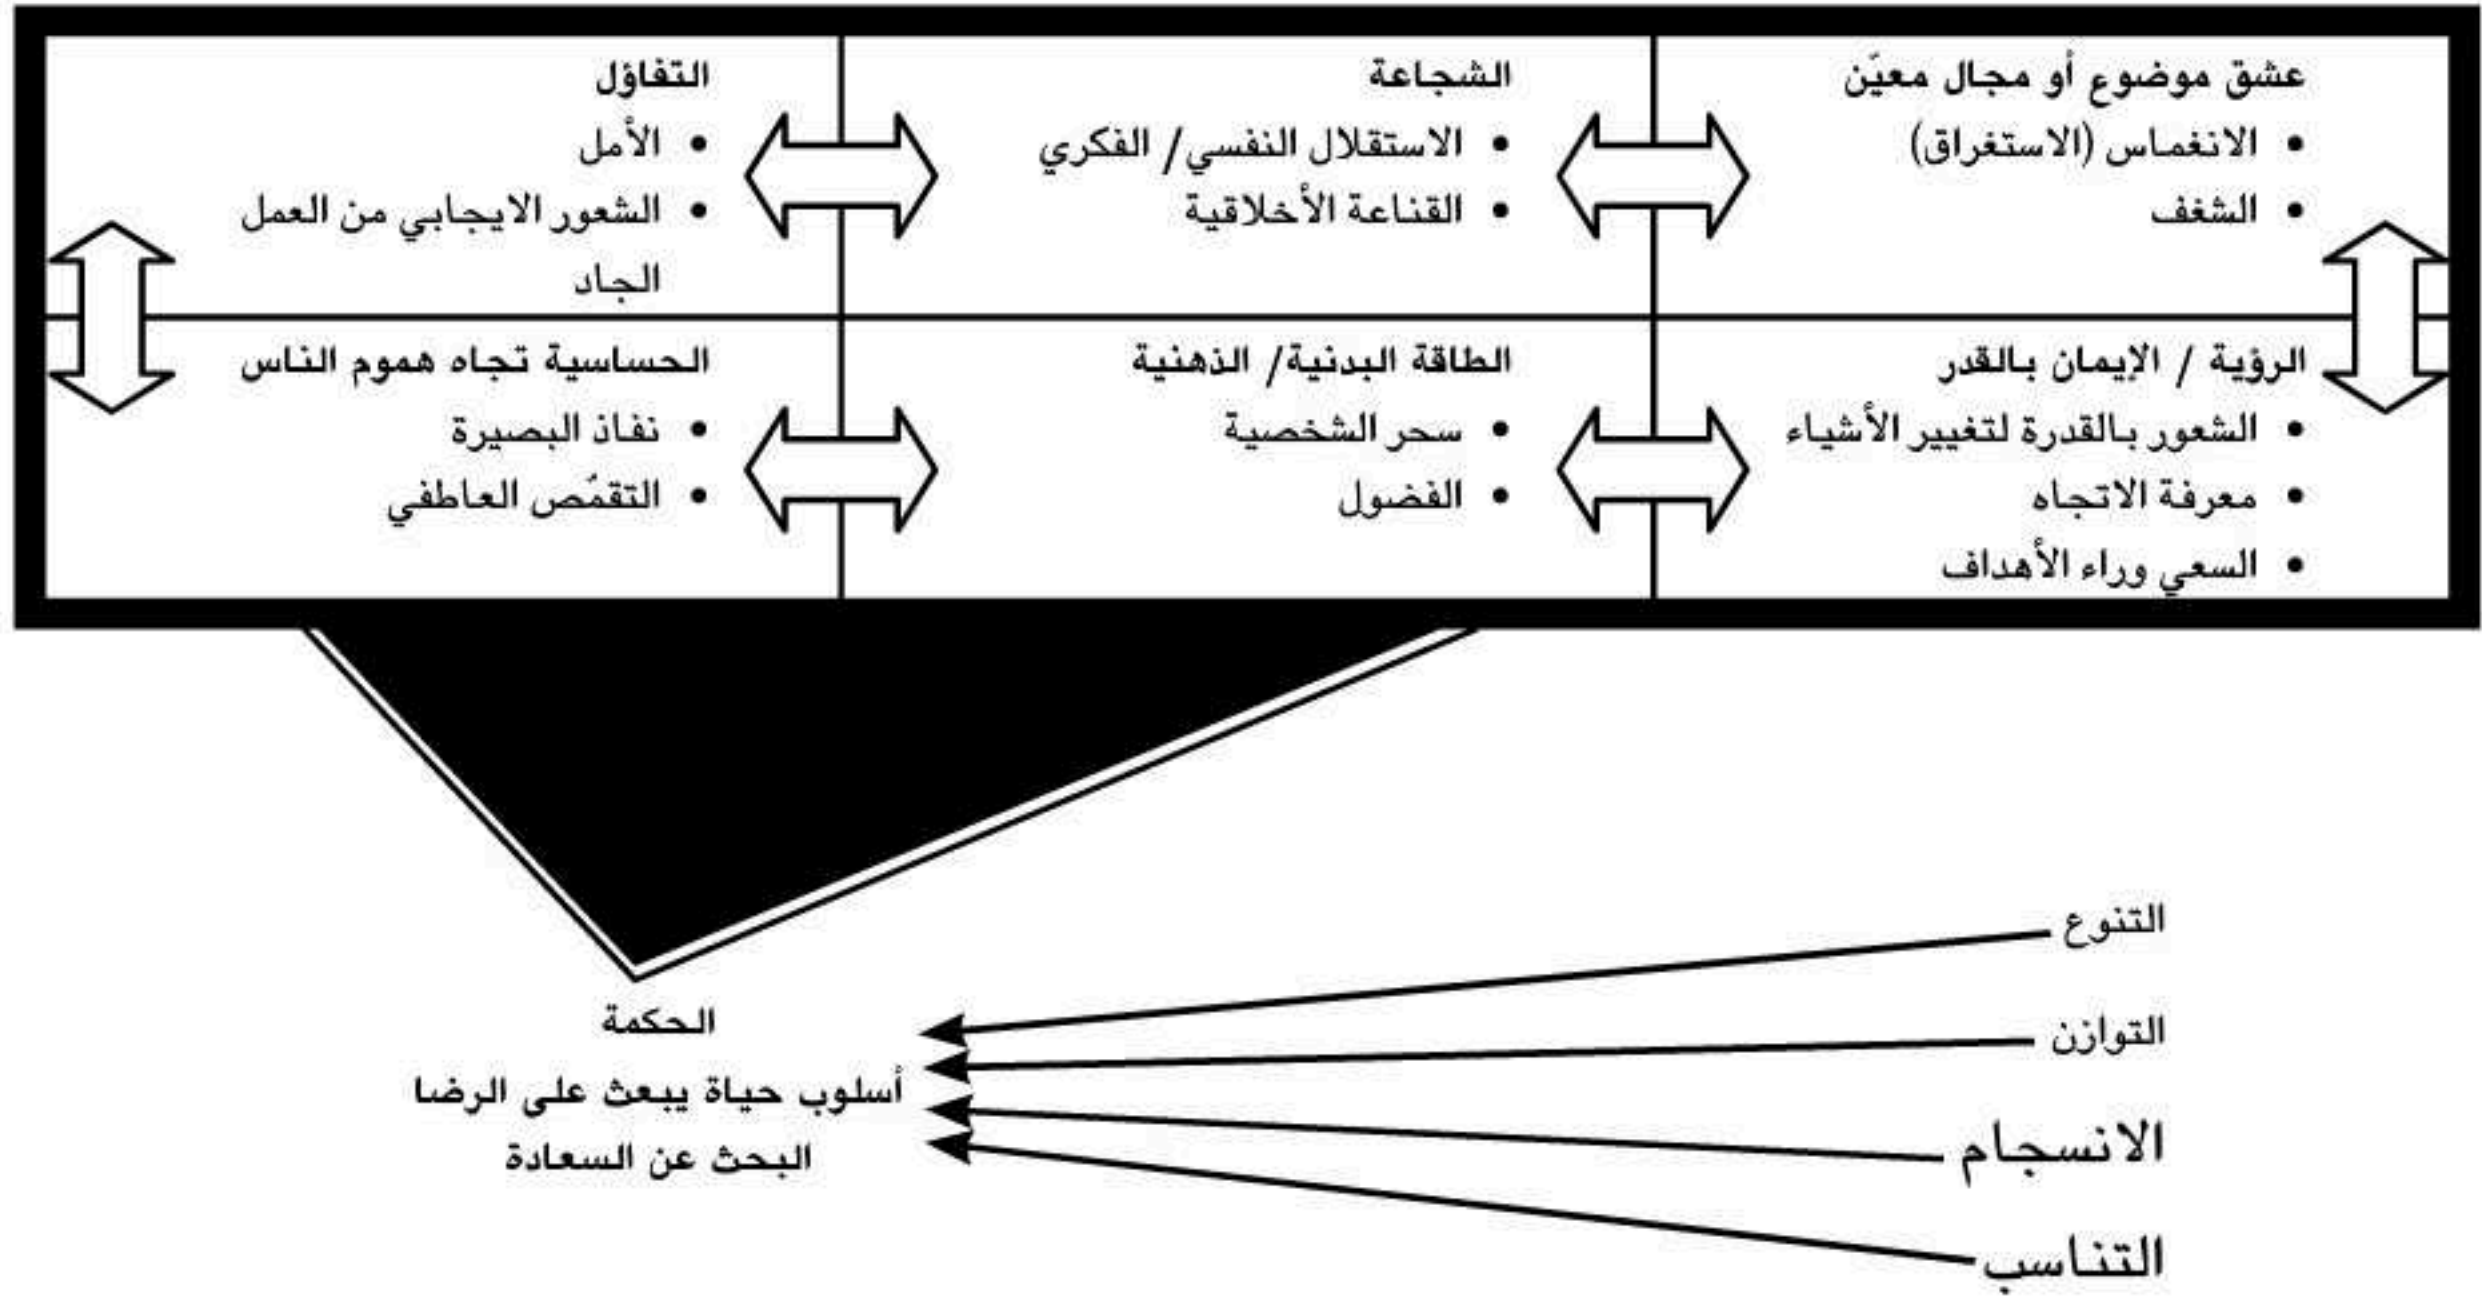 عشق موضوع أو مجال معيّن
• الانغماس (الاستغراق)
• الشغف
الشجاعة
• الاستقلال النفسي/ الفكري
• القناعة الأخلاقية
التفاؤل
• الأمل
• الشعور الايجابي من العمل
الجاد
الرؤية / الإيمان بالقدر
• الشعور بالقدرة لتغيير الأشياء
• معرفة الاتجاه
• السعي وراء الأهداف
الطاقة البدنية/ الذهنية
• سحر الشخصية
• الفضول
الحساسية تجاه هموم الناس
• نفاذ البصيرة
• التقمّص العاطفي
التنوع
التوازن
الانسجام
التناسب
الحكمة
أسلوب حياة يبعث على الرضا
البحث عن السعادة